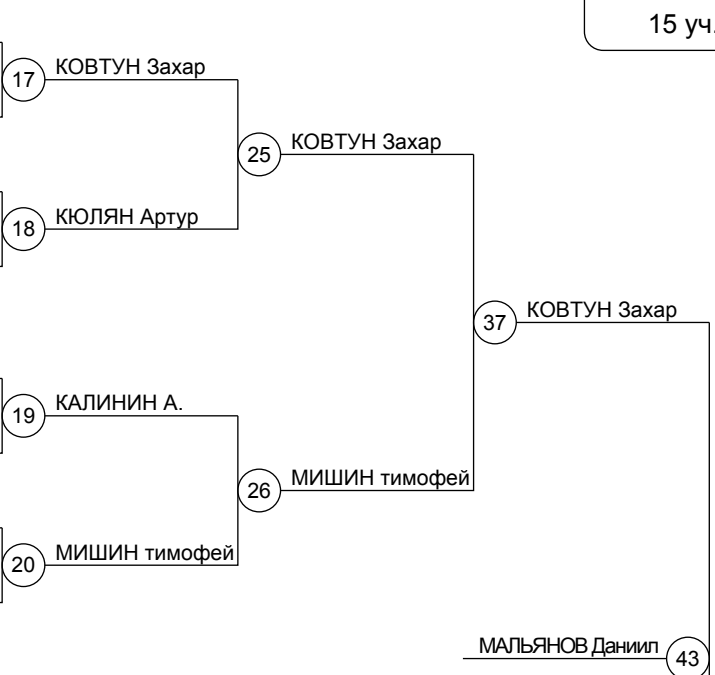 15 уч.
17 КОВТУН Захар
25 КОВТУН Захар
18 КЮЛЯН Артур
37 КОВТУН Захар
19 КАЛИНИН А.
26 МИШИН тимофей
20 МИШИН тимофей
МАЛЬЯНОВ Даниил 43